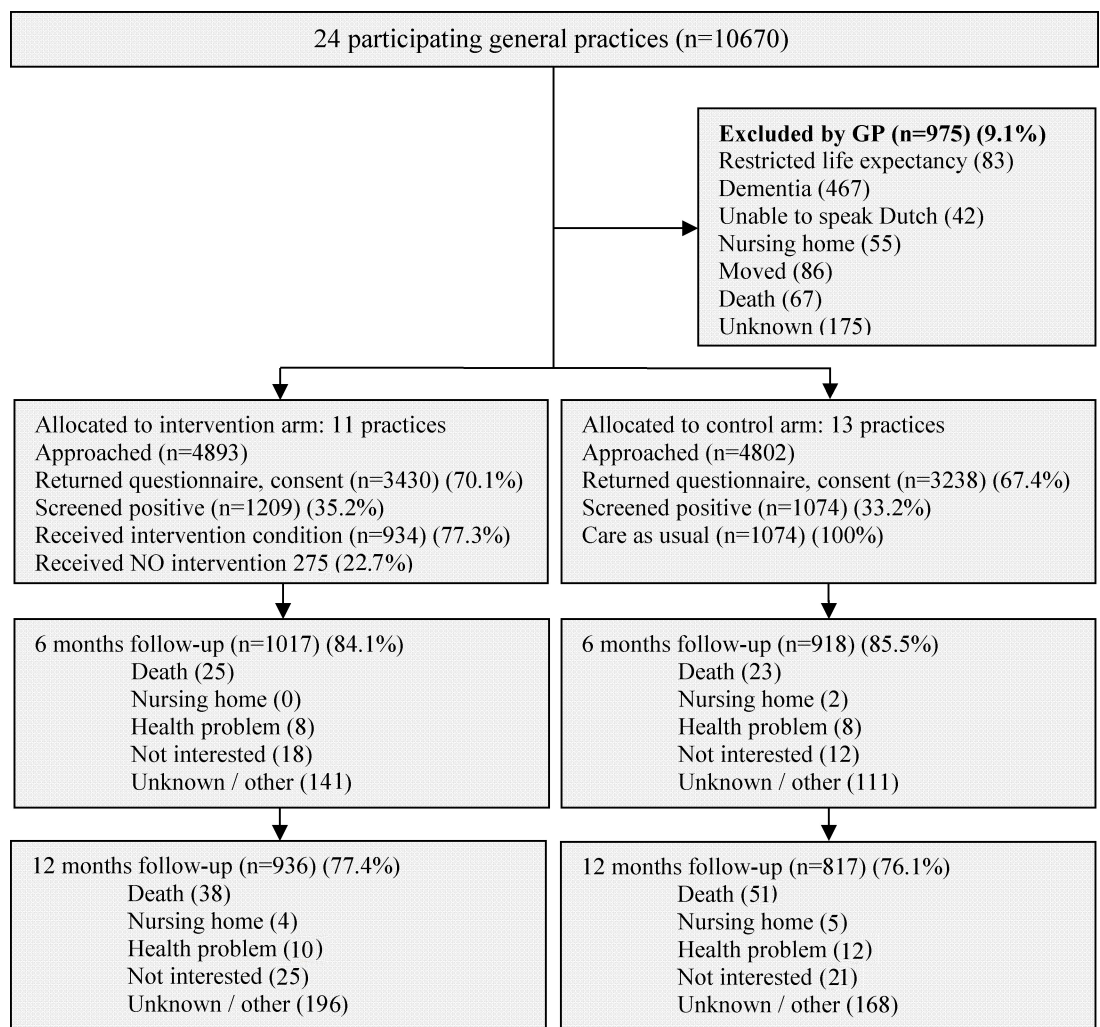 24 participating general practices (n=10670)
Excluded by GP (n=975) (9.1%)
Restricted life expectancy (83)
Dementia (467)
Unable to speak Dutch (42)
Nursing home (55)
Moved (86)
Death (67)
Unknown (175)
Allocated to intervention arm: 11 practices
Approached (n=4893)
Returned questionnaire, consent (n=3430) (70.1%)
Screened positive (n=1209) (35.2%)
Received intervention condition (n=934) (77.3%)
Received NO intervention 275 (22.7%)
Allocated to control arm: 13 practices
Approached (n=4802)
Returned questionnaire, consent (n=3238) (67.4%)
Screened positive (n=1074) (33.2%)
Care as usual (n=1074) (100%)
6 months follow-up (n=1017) (84.1%)
Death (25)
Nursing home (0)
Health problem (8)
Not interested (18)
Unknown / other (141)
6 months follow-up (n=918) (85.5%)
Death (23)
Nursing home (2)
Health problem (8)
Not interested (12)
Unknown / other (111)
12 months follow-up (n=936) (77.4%)
Death (38)
Nursing home (4)
Health problem (10)
Not interested (25)
Unknown / other (196)
12 months follow-up (n=817) (76.1%)
Death (51)
Nursing home (5)
Health problem (12)
Not interested (21)
Unknown / other (168)